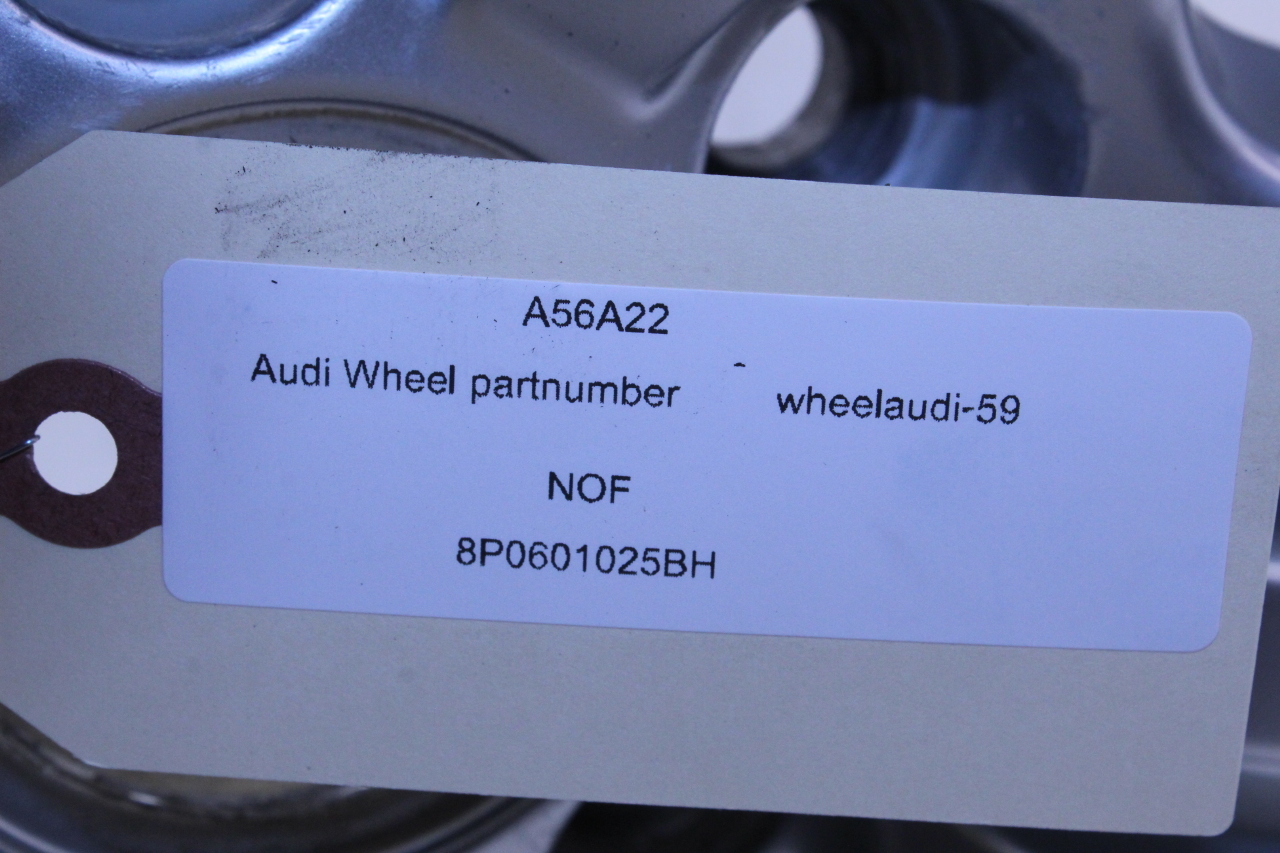 A56A22
Audi Wheel partnumber wheelaudi-59
NOF
8P0601025BH